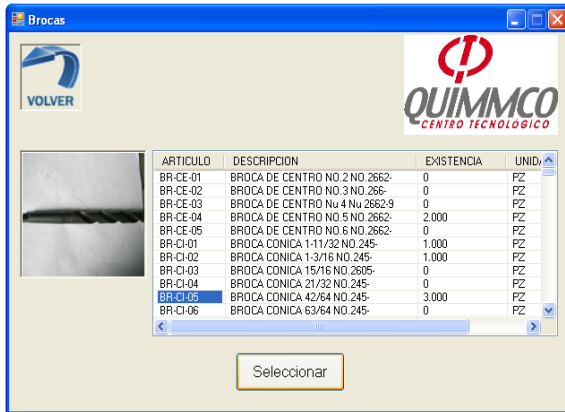 Brocas
VOLVER
QUIMMCO
CENTRO TECNOLÓGICO
ARTICULO DESCRIPCION EXISTENCIA UNIDA
BR-CE-01 BROCA DE CENTRO NO.2 NO.2662- 0 PZ
BR-CE-02 BROCA DE CENTRO NO.3 NO.266- 0 PZ
BR-CE-03 BROCA DE CENTRO Nu 4 Nu 2662-9 0 PZ
BR-CE-04 BROCA DE CENTRO NO.5 NO.2662- 2.000 PZ
BR-CE-05 BROCA DE CENTRO NO.6 NO.2662- 0 PZ
BR-CI-01 BROCA CONICA 1-11/32 NO.245- 1.000 PZ
BR-CI-02 BROCA CONICA 1-3/16 NO.245- 1.000 PZ
BR-CI-03 BROCA CONICA 15/16 NO.2605- 0 PZ
BR-CI-04 BROCA CONICA 21/32 NO.245- 0 PZ
BR-CI-05 BROCA CONICA 42/64 NO.245- 3.000 PZ
BR-CI-06 BROCA CONICA 63/64 NO.245- 0 PZ
Seleccionar